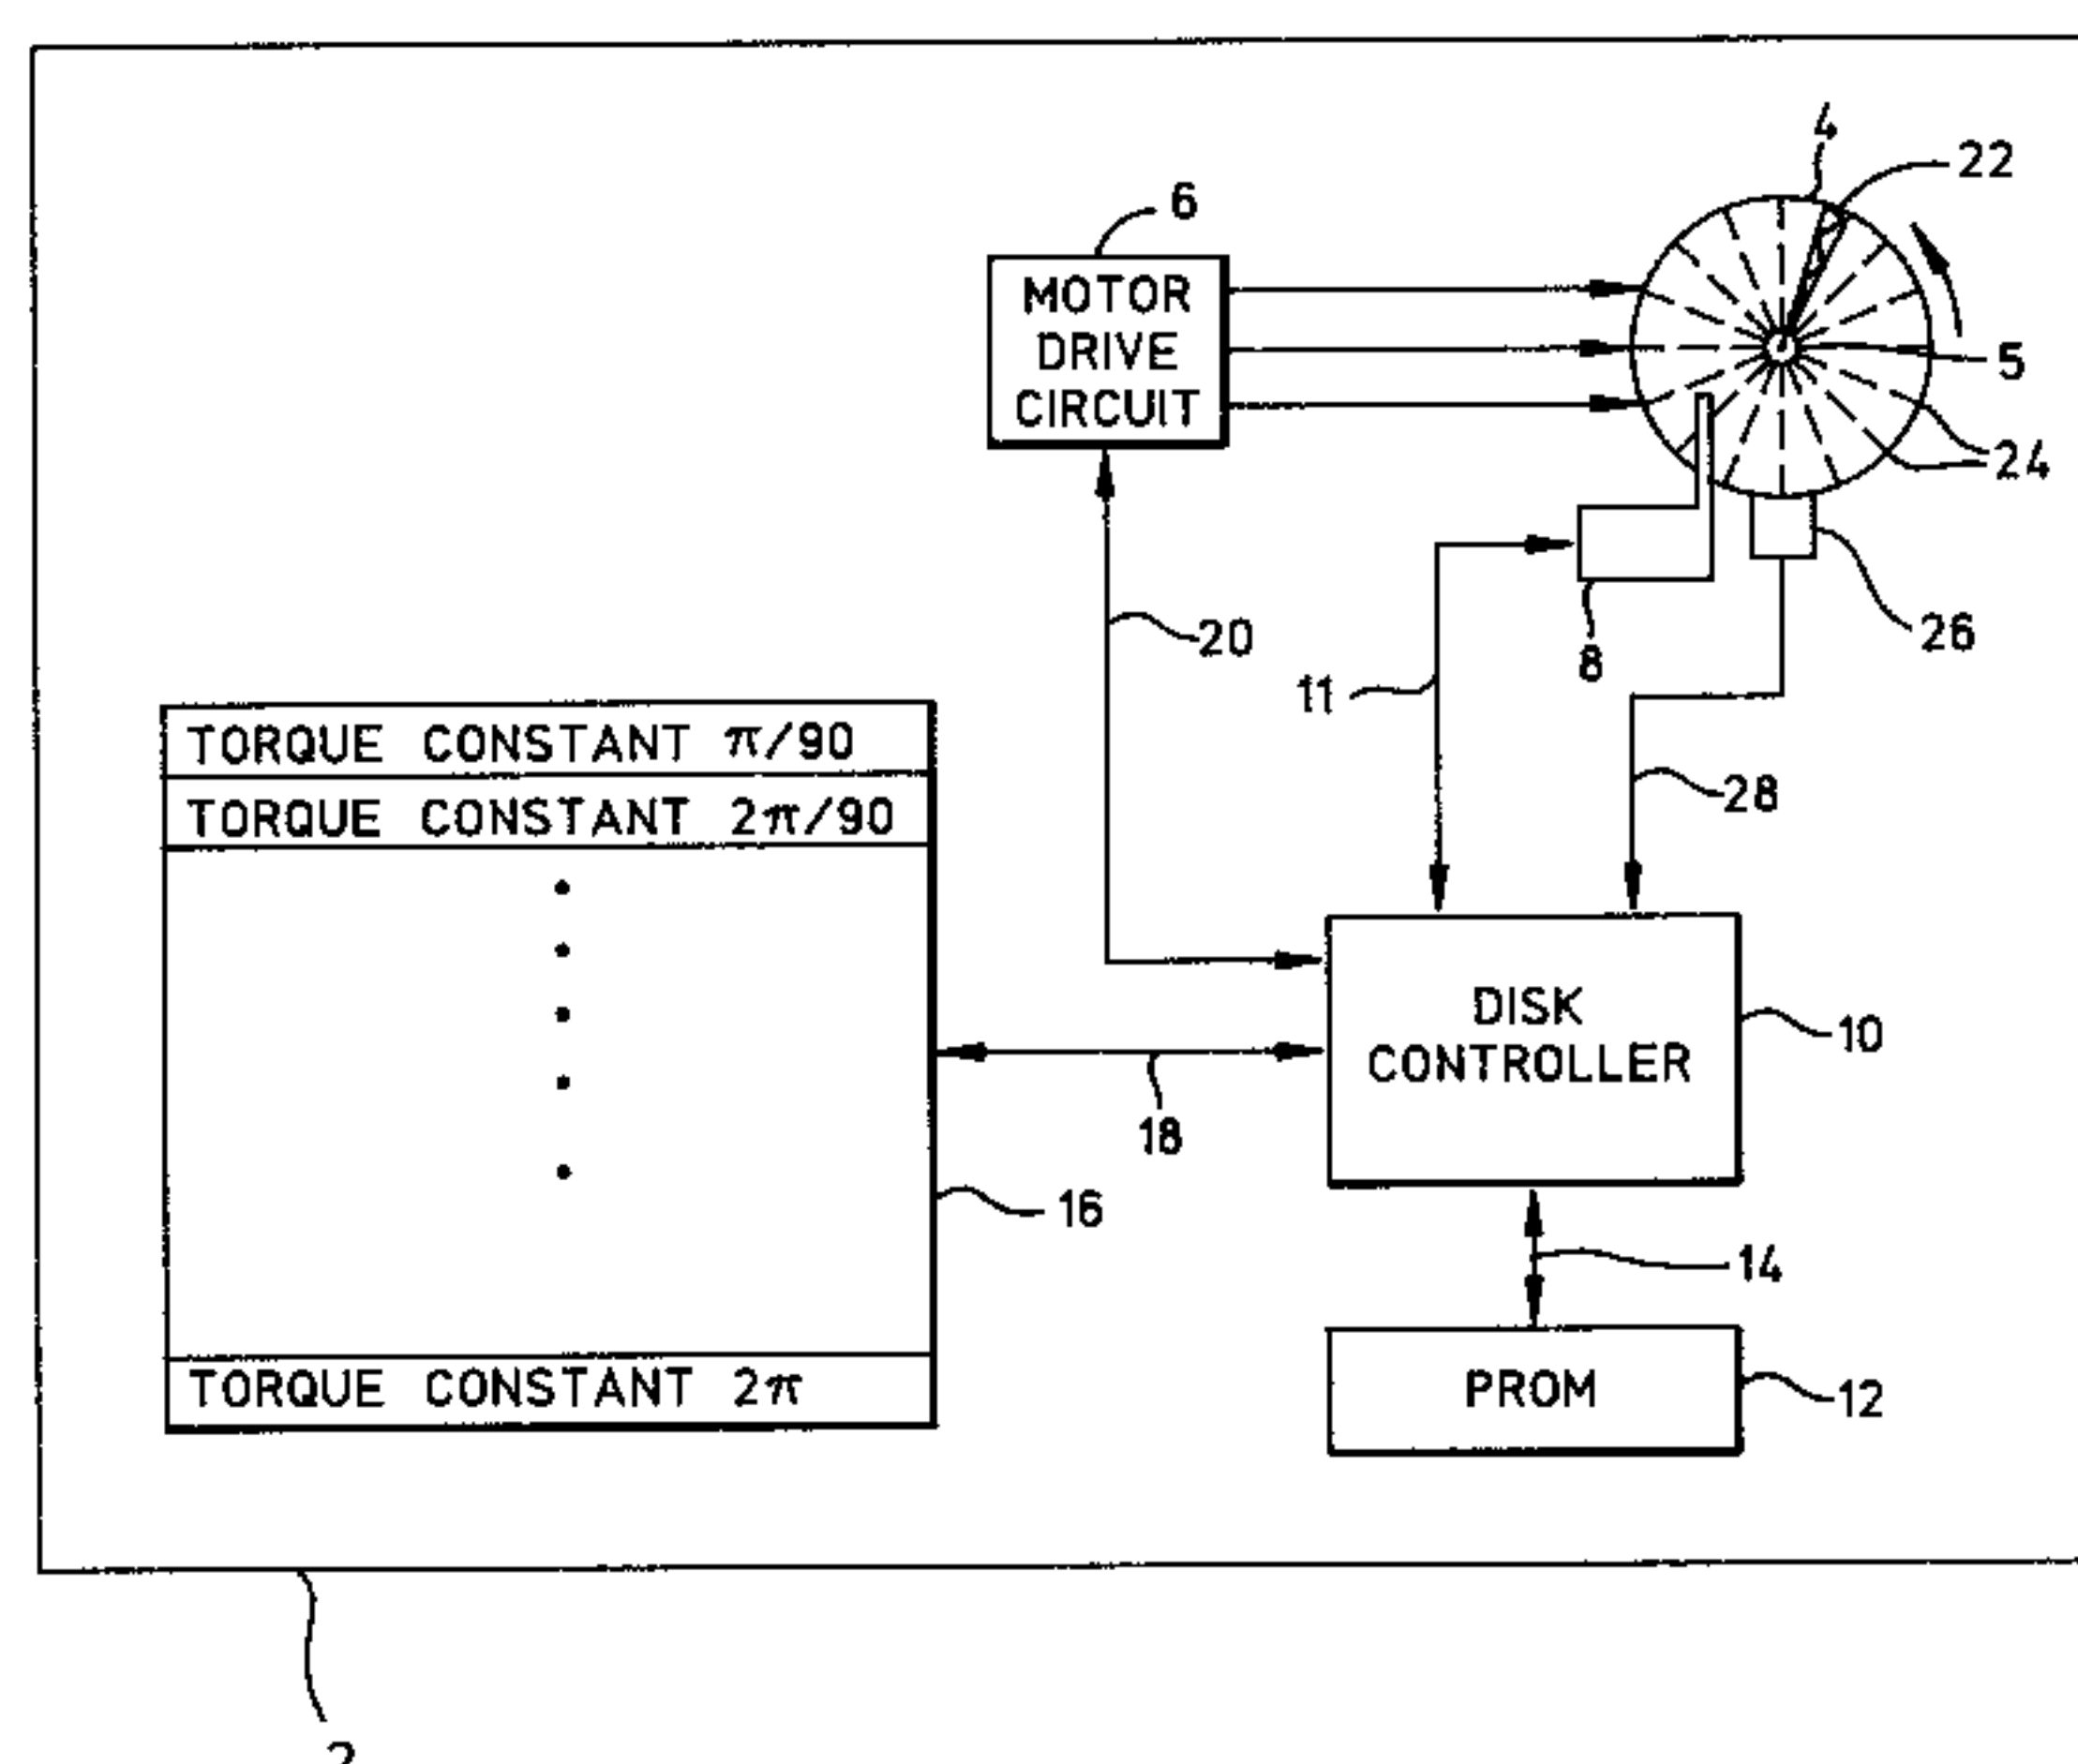 4
22
6
MOTOR
DRIVE
CIRCUIT
5
24
26
20
8
11
TORQUE CONSTANT π/90
TORQUE CONSTANT 2π/90
28
DISK
CONTROLLER
10
18
16
14
TORQUE CONSTANT 2π
PROM
12
2